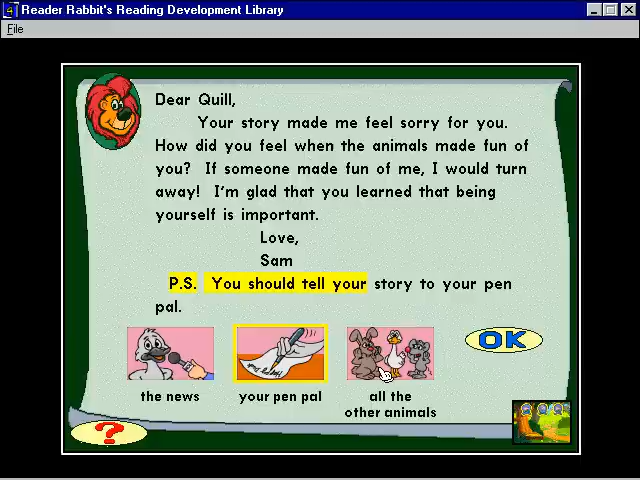 Reader Rabbit's Reading Development Library
File
Dear Quill,
Your story made me feel sorry for you.
How did you feel when the animals made fun of
you? If someone made fun of me, I would turn
away! I'm glad that you learned that being
yourself is important.
Love,
Sam
P.S. You should tell your story to your pen
pal.
OK
the news
your pen pal
all the
other animals
?